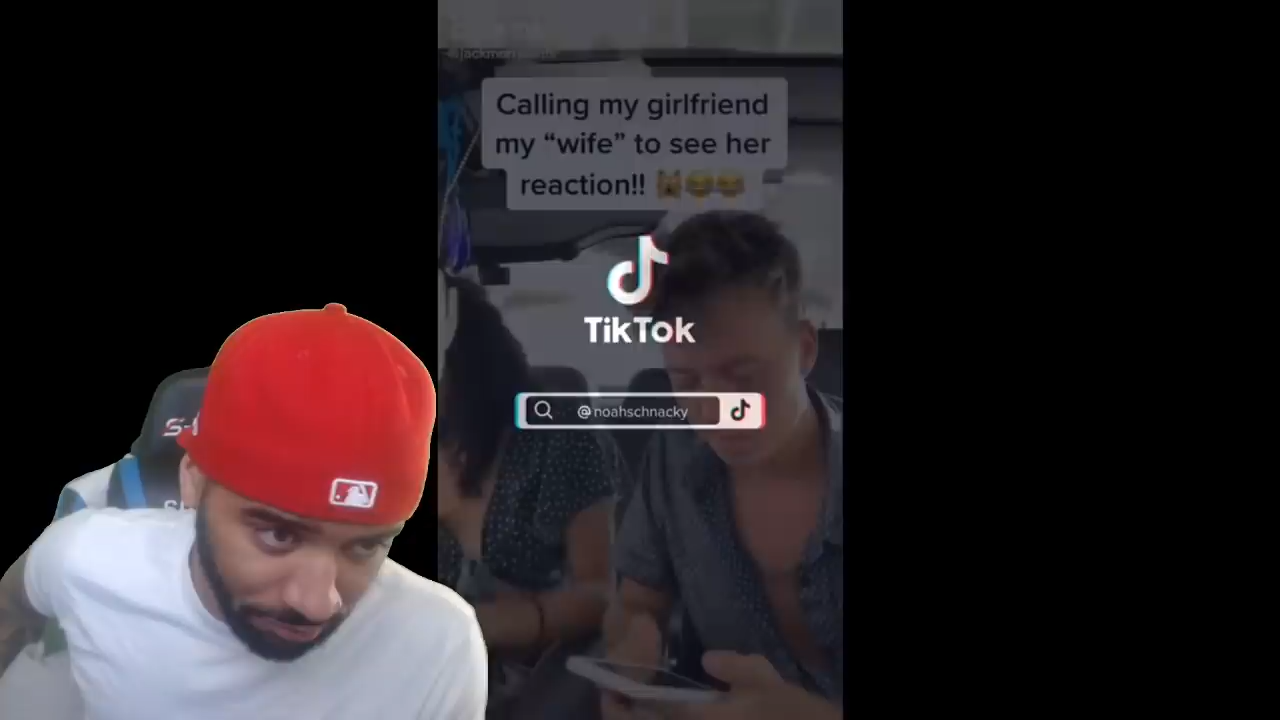 Calling my girlfriend
my “wife” to see her
reaction!! 🙀😂😂
TikTok
@noahschnacky